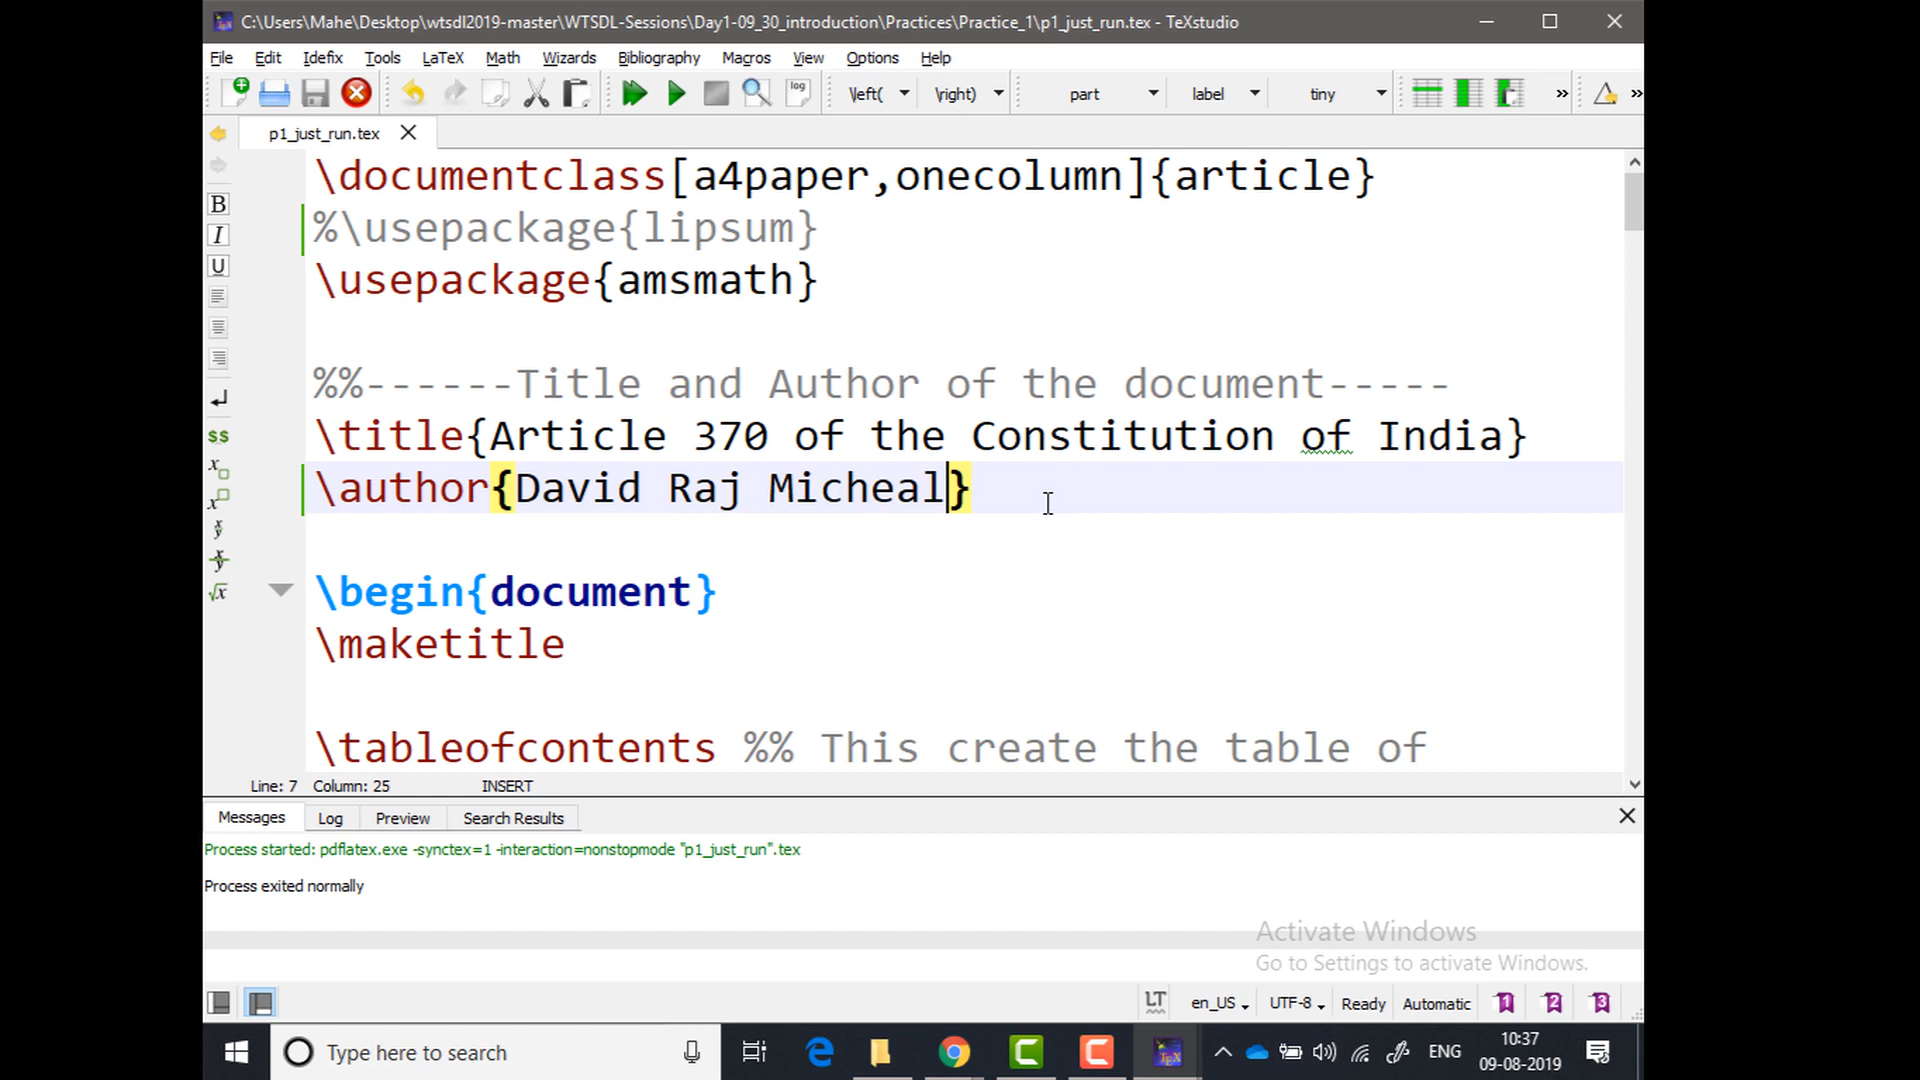 C:\Users\Mahe\Desktop\wtsdl2019-master\WTSDL-Sessions\Day1-09_30_introduction\Practices\Practice_1\p1_just_run.tex - TeXstudio
File Edit Idefix Tools LaTeX Math Wizards Bibliography Macros View Options Help
log \left( \right) part label tiny » »
p1_just_run.tex
\documentclass[a4paper,onecolumn]{article}
%\usepackage{lipsum}
\usepackage{amsmath}
%%------Title and Author of the document-----
\title{Article 370 of the Constitution of India}
\author{David Raj Micheal}
\begin{document}
\maketitle
\tableofcontents %% This create the table of
Line: 7 Column: 25 INSERT
Messages Log Preview Search Results
Process started: pdflatex.exe -synctex=1 -interaction=nonstopmode "p1_just_run".tex
Process exited normally
Activate Windows
Go to Settings to activate Windows.
LT en_US UTF-8 Ready Automatic 1 2 3
Type here to search
ENG
10:37
09-08-2019